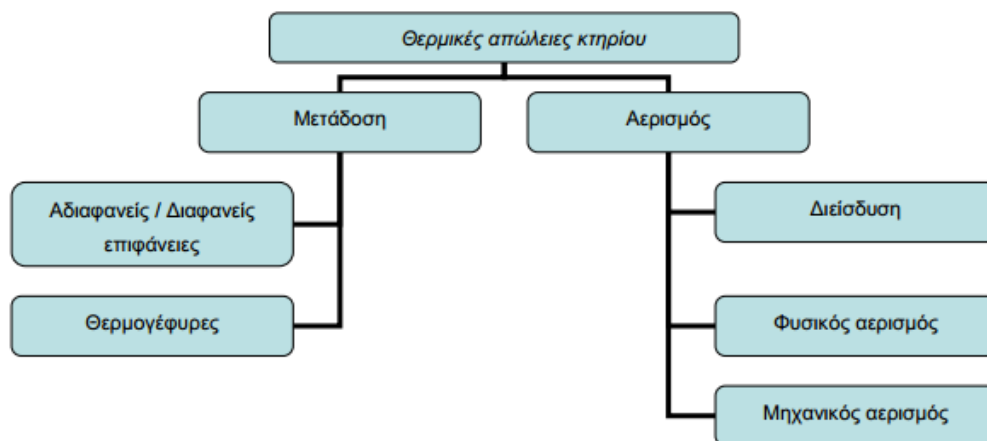 Θερμικές απώλειες κτηρίου
Μετάδοση
Αερισμός
Αδιαφανείς / Διαφανείς
επιφάνειες
Διείσδυση
Θερμογέφυρες
Φυσικός αερισμός
Μηχανικός αερισμός